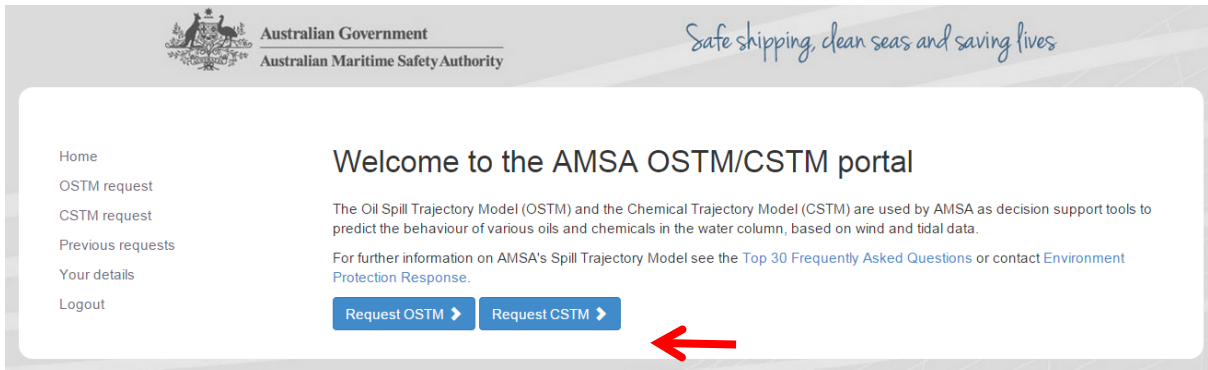 Australian Government
Australian Maritime Safety Authority
Safe shipping, clean seas and saving lives
Home
OSTM request
CSTM request
Previous requests
Your details
Logout
Welcome to the AMSA OSTM/CSTM portal
The Oil Spill Trajectory Model (OSTM) and the Chemical Trajectory Model (CSTM) are used by AMSA as decision support tools to
predict the behaviour of various oils and chemicals in the water column, based on wind and tidal data.
For further information on AMSA's Spill Trajectory Model see the Top 30 Frequently Asked Questions or contact Environment
Protection Response.
Request OSTM
Request CSTM